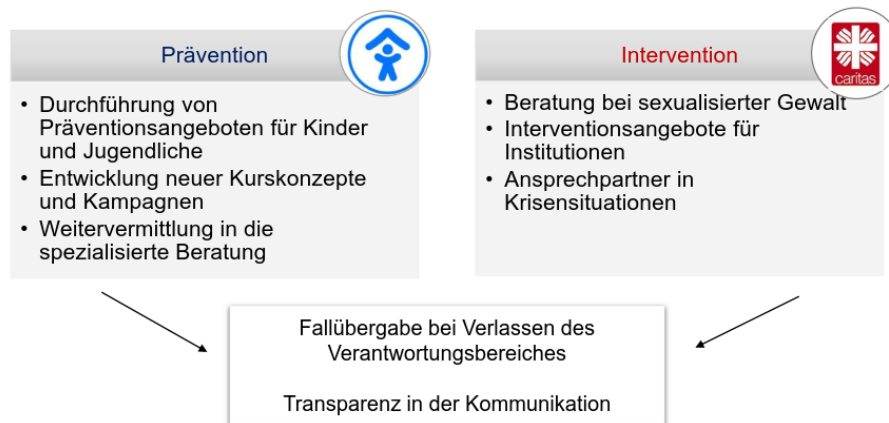 Prävention
• Durchführung von
Präventionsangeboten für Kinder
und Jugendliche
• Entwicklung neuer Kurskonzepte
und Kampagnen
• Weitervermittlung in die
spezialisierte Beratung
Intervention
caritas
• Beratung bei sexualisierter Gewalt
• Interventionsangebote für
Institutionen
• Ansprechpartner in
Krisensituationen
Fallübergabe bei Verlassen des
Verantwortungsbereiches
Transparenz in der Kommunikation